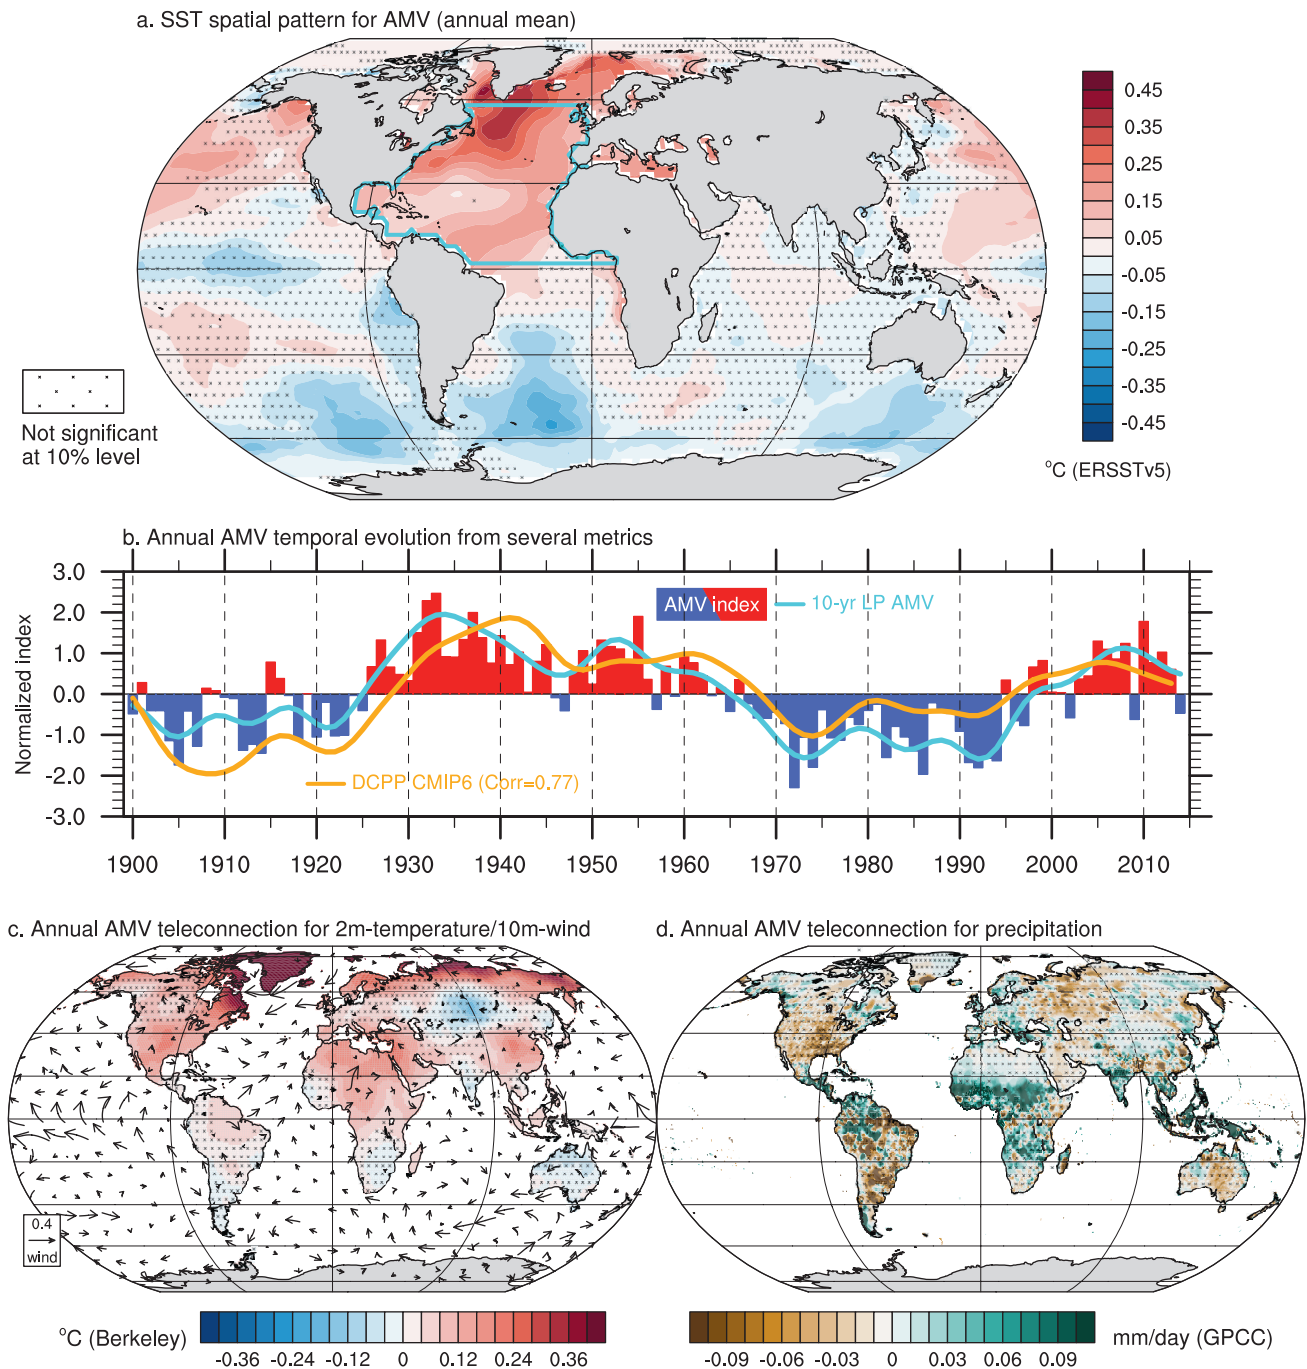 a. SST spatial pattern for AMV (annual mean)
0.45
0.35
0.25
0.15
0.05
-0.05
-0.15
-0.25
-0.35
-0.45
°C (ERSSTv5)
Not significant
at 10% level
b. Annual AMV temporal evolution from several metrics
Normalized index
3.0
2.0
1.0
0.0
-1.0
-2.0
-3.0
AMV index
10-yr LP AMV
DCPP CMIP6 (Corr=0.77)
1900 1910 1920 1930 1940 1950 1960 1970 1980 1990 2000 2010
c. Annual AMV teleconnection for 2m-temperature/10m-wind
0.4
wind
°C (Berkeley)
-0.36 -0.24 -0.12 0 0.12 0.24 0.36
d. Annual AMV teleconnection for precipitation
mm/day (GPCC)
-0.09 -0.06 -0.03 0 0.03 0.06 0.09